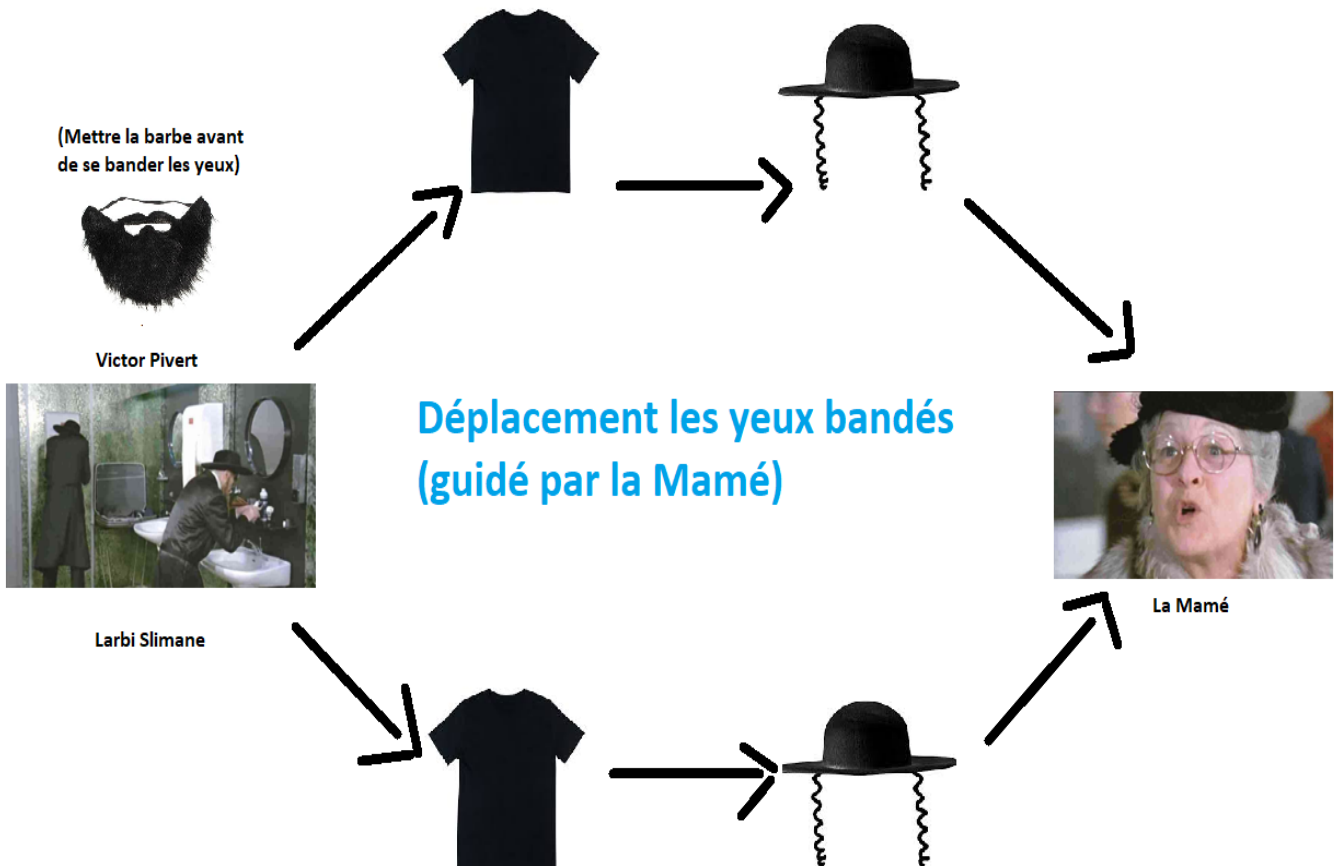 (Mettre la barbe avant
de se bander les yeux)
Victor Pivert
Déplacement les yeux bandés
(guidé par la Mamé)
La Mamé
Larbi Slimane